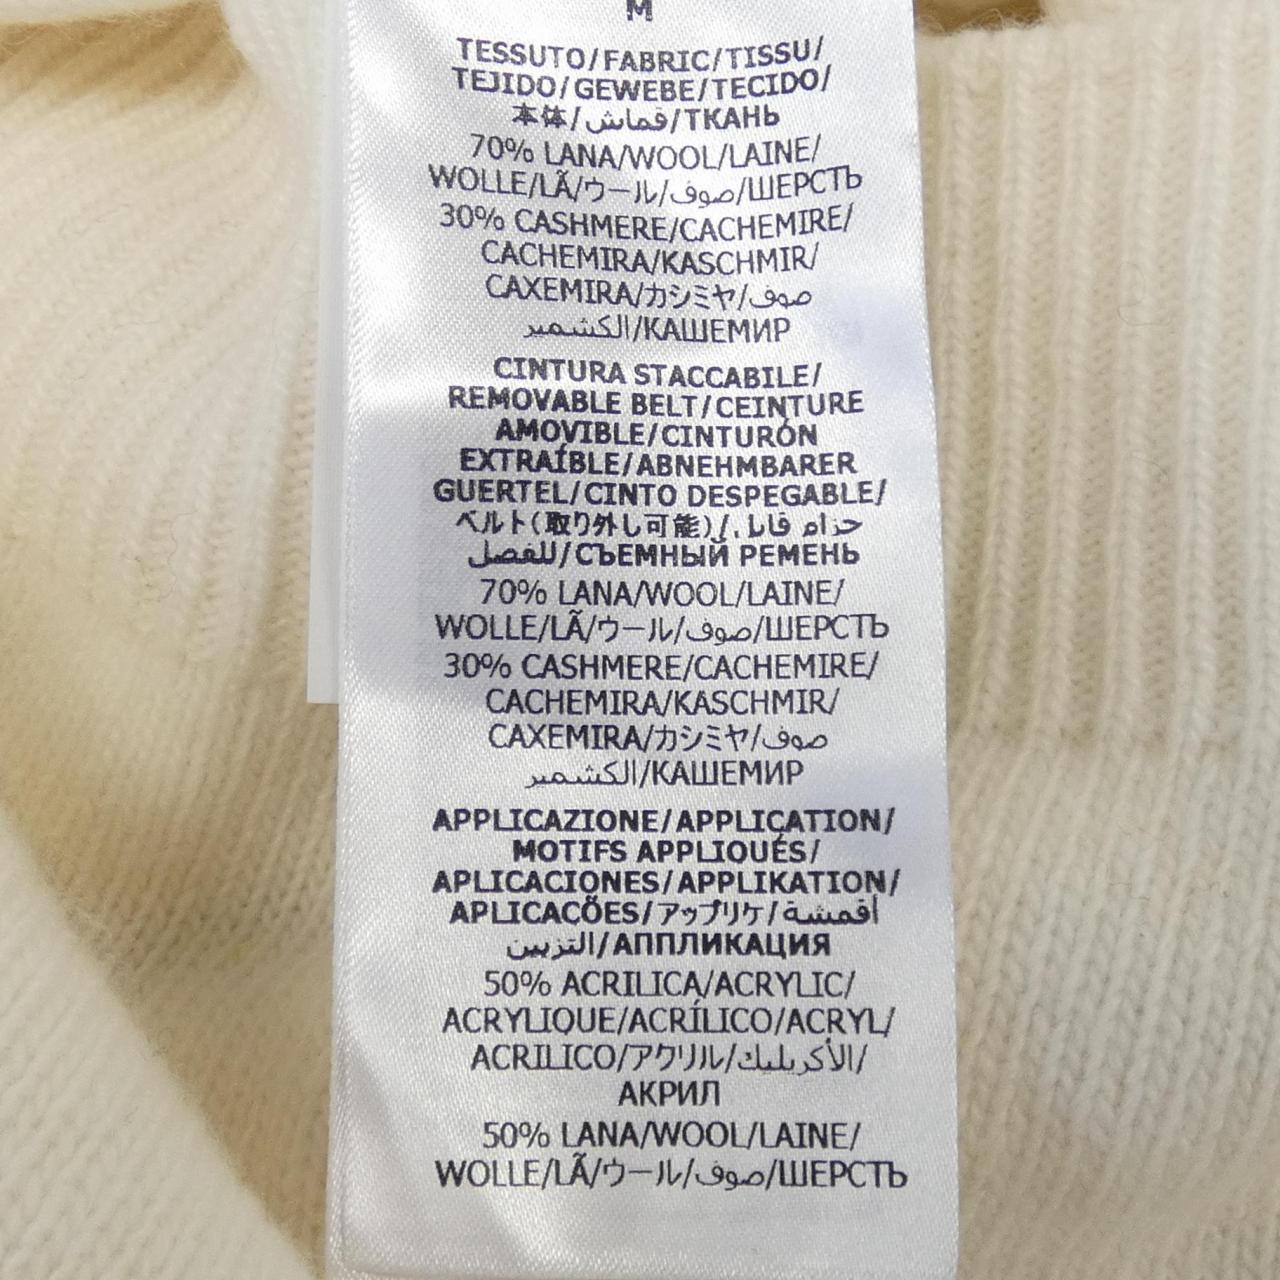 M
TESSUTO/FABRIC/TISSU/
TEJIDO/GEWEBE/TECIDO/
本体/قماش/ТКАНЬ
70% LANA/WOOL/LAINE/
WOLLE/LÃ/ウール/صوف/ШЕРСТЬ
30% CASHMERE/CACHEMIRE/
CACHEMIRA/KASCHMIR/
CAXEMIRA/カシミヤ/صوف
الكشمير/КАШЕМИР
CINTURA STACCABILE/
REMOVABLE BELT/CEINTURE
AMOVIBLE/CINTURÓN
EXTRAÍBLE/ABNEHMBARER
GUERTEL/CINTO DESPEGABLE/
ベルト(取り外し可能)/حزام قابل
للفصل/СЪЕМНЫЙ РЕМЕНЬ
70% LANA/WOOL/LAINE/
WOLLE/LÃ/ウール/صوف/ШЕРСТЬ
30% CASHMERE/CACHEMIRE/
CACHEMIRA/KASCHMIR/
CAXEMIRA/カシミヤ/صوف
الكشمير/КАШЕМИР
APPLICAZIONE/APPLICATION/
MOTIFS APPLIQUÉS/
APLICACIONES/APPLIKATION/
APLICAÇÕES/アップリケ/أقمشة
التزيين/АППЛИКАЦИЯ
50% ACRILICA/ACRYLIC/
ACRYLIQUE/ACRÍLICO/ACRYL/
ACRILICO/アクリル/الأكريليك/
АКРИЛ
50% LANA/WOOL/LAINE/
WOLLE/LÃ/ウール/صوف/ШЕРСТЬ